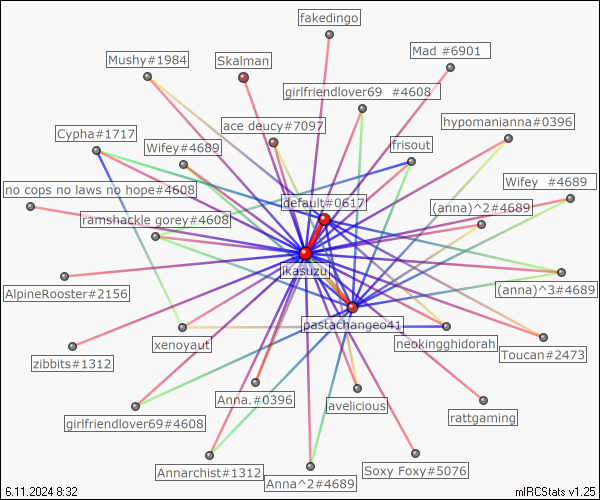 fakedingo
Mad #6901
Mushy#1984
Skalman
girlfriendlover69 #4608
ace deucy#7097
hypomanianna#0396
Cypha#1717
Wifey#4689
frisout
no cops no laws no hope#4608
Wifey #4689
default#0617
(anna)^2#4689
ramshackle gorey#4608
ikasuzu
(anna)^3#4689
AlpineRooster#2156
pastachangeo41
xenoyaut
neokingghidorah
Toucan#2473
zibbits#1312
Anna.#0396
avelicious
rattgaming
girlfriendlover69#4608
Annarchist#1312
Soxy Foxy#5076
Anna^2#4689
6.11.2024 8:32
mIRCStats v1.25